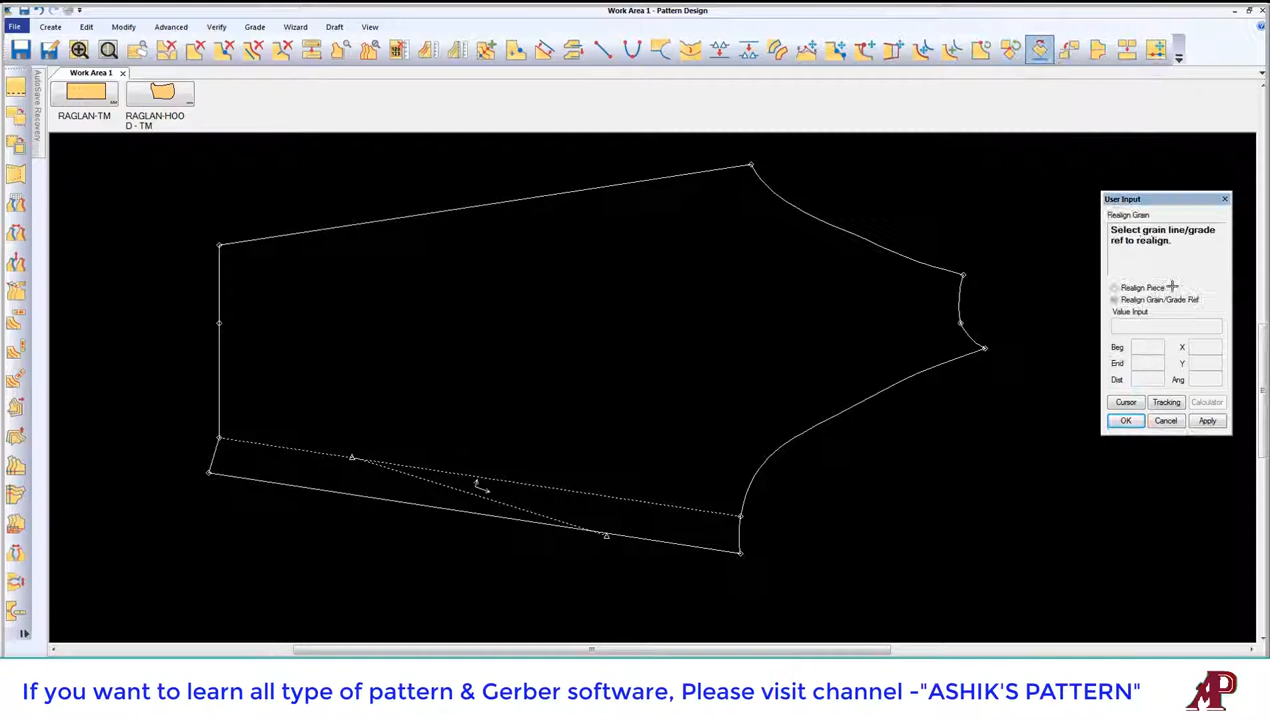 Work Area 1 - Pattern Design
File Create Edit Modify Advanced Verify Grade Wizard Draft View
Work Area 1
AutoSave Recovery
RAGLAN-TM
RAGLAN-HOO
D - TM
User Input
Realign Grain
Select grain line/grade
ref to realign.
Realign Piece
Realign Grain/Grade Ref
Value Input
Beg X
End Y
Dist Ang
Cursor Tracking Calculator
OK Cancel Apply
If you want to learn all type of pattern & Gerber software, Please visit channel -"ASHIK'S PATTERN"
AP